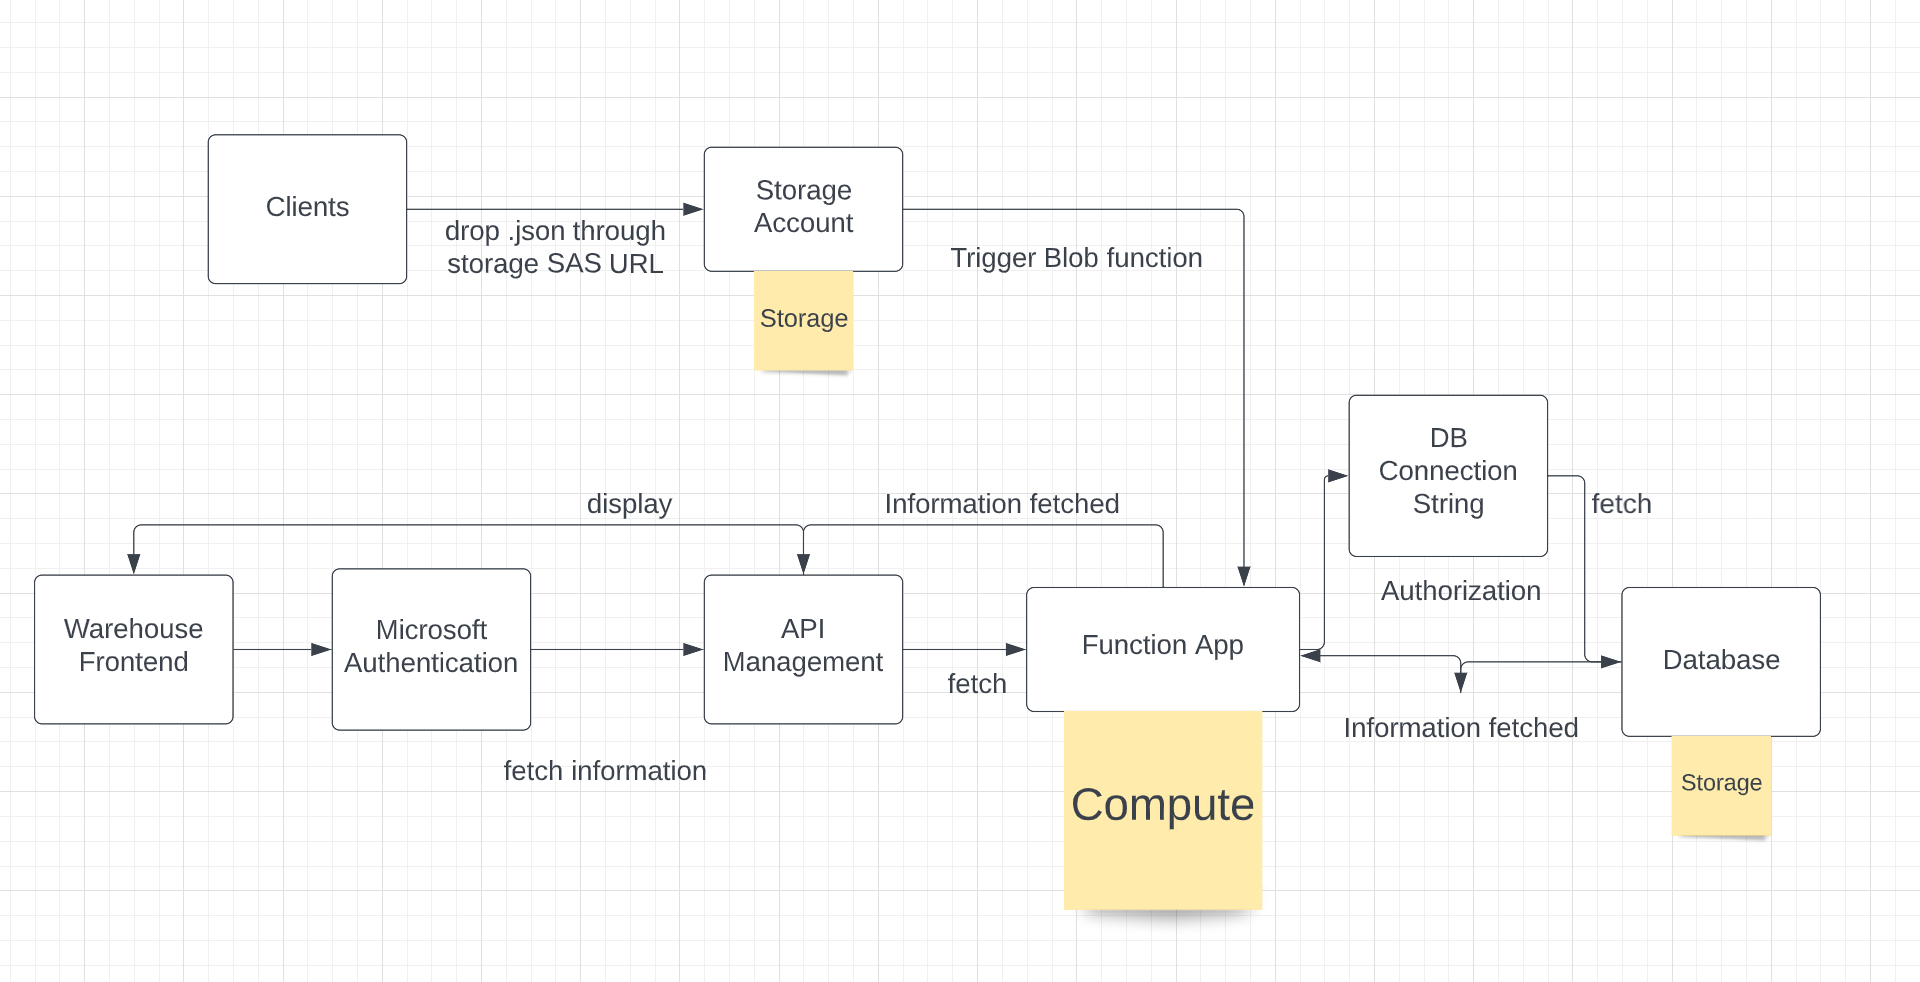 Clients
drop .json through
storage SAS URL
Storage
Account
Trigger Blob function
Storage
DB
Connection
String
fetch
Authorization
display
Information fetched
Warehouse
Frontend
Microsoft
Authentication
API
Management
fetch
Function App
Database
Information fetched
fetch information
Compute
Storage